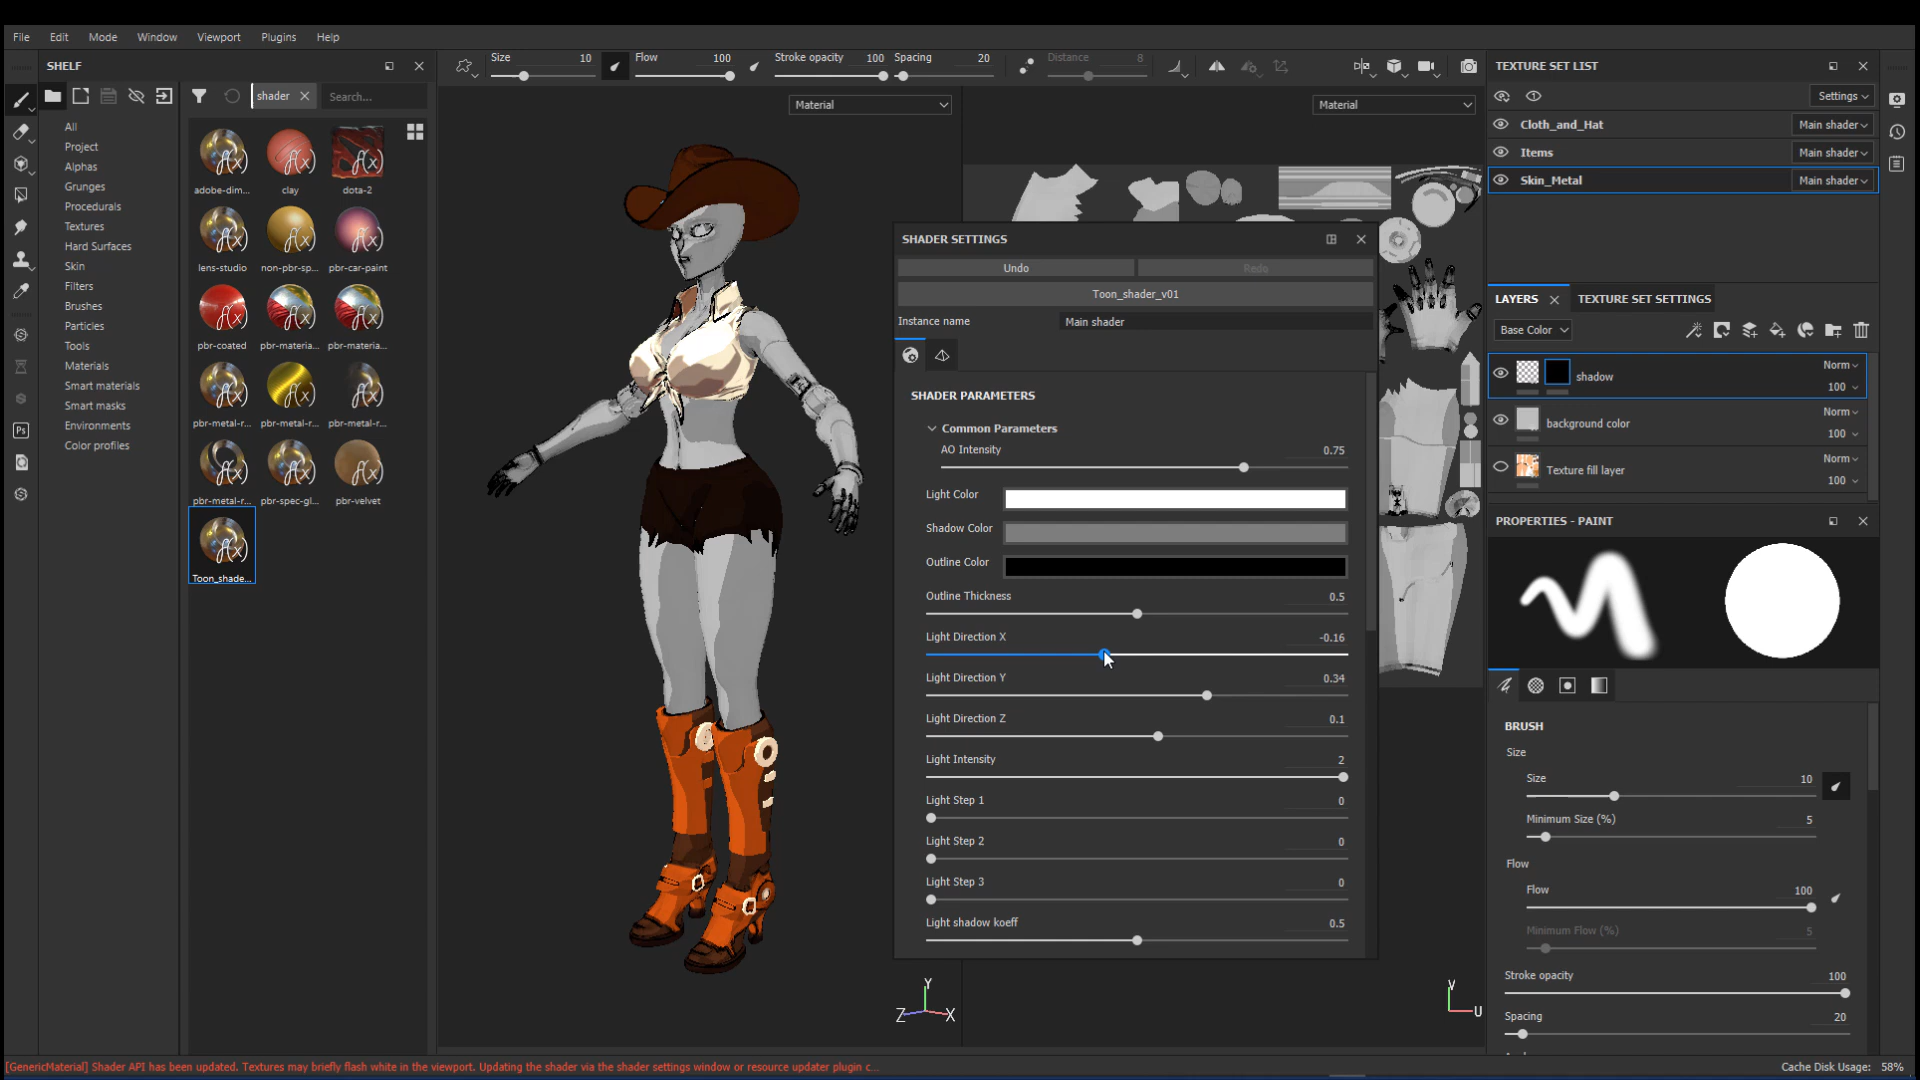 File Edit Mode Window Viewport Plugins Help
SHELF
shader
Search...
All
Project
Alphas
Grunges
Procedurals
Textures
Hard Surfaces
Skin
Filters
Brushes
Particles
Tools
Materials
Smart materials
Smart masks
Environments
Color profiles
Ps
adobe-dim... clay dota-2
lens-studio non-pbr-sp... pbr-car-paint
pbr-coated pbr-materia... pbr-materia...
pbr-metal-r... pbr-metal-r... pbr-metal-r...
pbr-metal-r... pbr-spec-gl... pbr-velvet
Toon_shade...
Size 10 Flow 100 Stroke opacity 100 Spacing 20 Distance 8
Material
Material
SHADER SETTINGS
Undo Redo
Toon_shader_v01
Instance name Main shader
SHADER PARAMETERS
Common Parameters
AO Intensity 0.75
Light Color
Shadow Color
Outline Color
Outline Thickness 0.5
Light Direction X -0.16
Light Direction Y 0.34
Light Direction Z 0.1
Light Intensity 2
Light Step 1 0
Light Step 2 0
Light Step 3 0
Light shadow koeff 0.5
Y
Z X
V
U
TEXTURE SET LIST
Settings
Cloth_and_Hat Main shader
Items Main shader
Skin_Metal Main shader
LAYERS TEXTURE SET SETTINGS
Base Color
shadow Norm 100
background color Norm 100
Texture fill layer Norm 100
PROPERTIES - PAINT
BRUSH
Size
Size 10
Minimum Size (%) 5
Flow
Flow 100
Minimum Flow (%) 5
Stroke opacity 100
Spacing 20
[GenericMaterial] Shader API has been updated. Textures may briefly flash white in the viewport. Updating the shader via the shader settings window or resource updater plugin c...
Cache Disk Usage: 58%